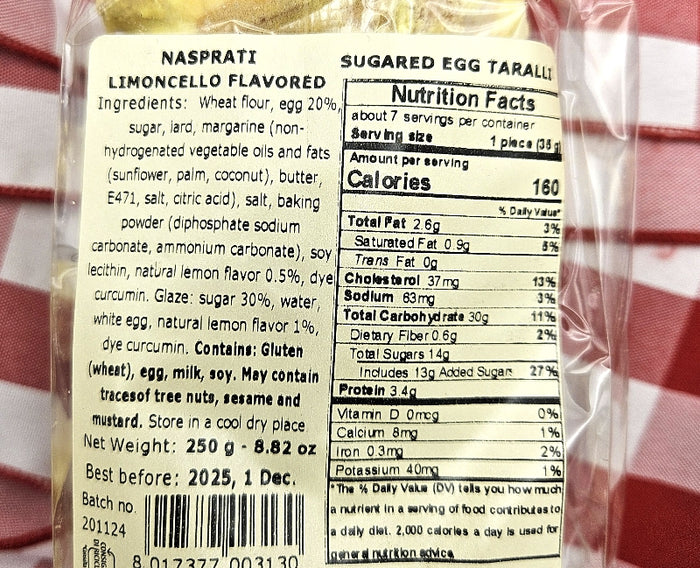 NASPRATI
LIMONCELLO FLAVORED
Ingredients: Wheat flour, egg 20%,
sugar, lard, margarine (non-
hydrogenated vegetable oils and fats
(sunflower, palm, coconut), butter,
E471, salt, citric acid), salt, baking
powder (diphosphate sodium
carbonate, ammonium carbonate), soy
lecithin, natural lemon flavor 0.5%, dye
curcumin. Glaze: sugar 30%, water,
white egg, natural lemon flavor 1%,
dye curcumin. Contains: Gluten
(wheat), egg, milk, soy. May contain
tracesof tree nuts, sesame and
mustard. Store in a cool dry place
Net Weight: 250 g - 8.82 oz
Best before: 2025, 1 Dec.
Batch no.
201124
8 017377 003130
SUGARED EGG TARALLI
Nutrition Facts
about 7 servings per container
Serving size 1 piece (35 g
Amount per serving
Calories 160
% Daily Value*
Total Fat 2.6g 3%
Saturated Fat 0.9g 5%
Trans Fat 0g
Cholesterol 37mg 13%
Sodium 63mg 3%
Total Carbohydrate 30g 11%
Dietary Fiber 0.6g 2%
Total Sugars 14g
Includes 13g Added Sugars 27%
Protein 3.4g
Vitamin D 0mcg 0%
Calcium 8mg 1%
Iron 0.3mg 2%
Potassium 40mg 1%
*The % Daily Value (DV) tells you how much
a nutrient in a serving of food contributes to
a daily diet. 2,000 calories a day is used for
general nutrition advice.